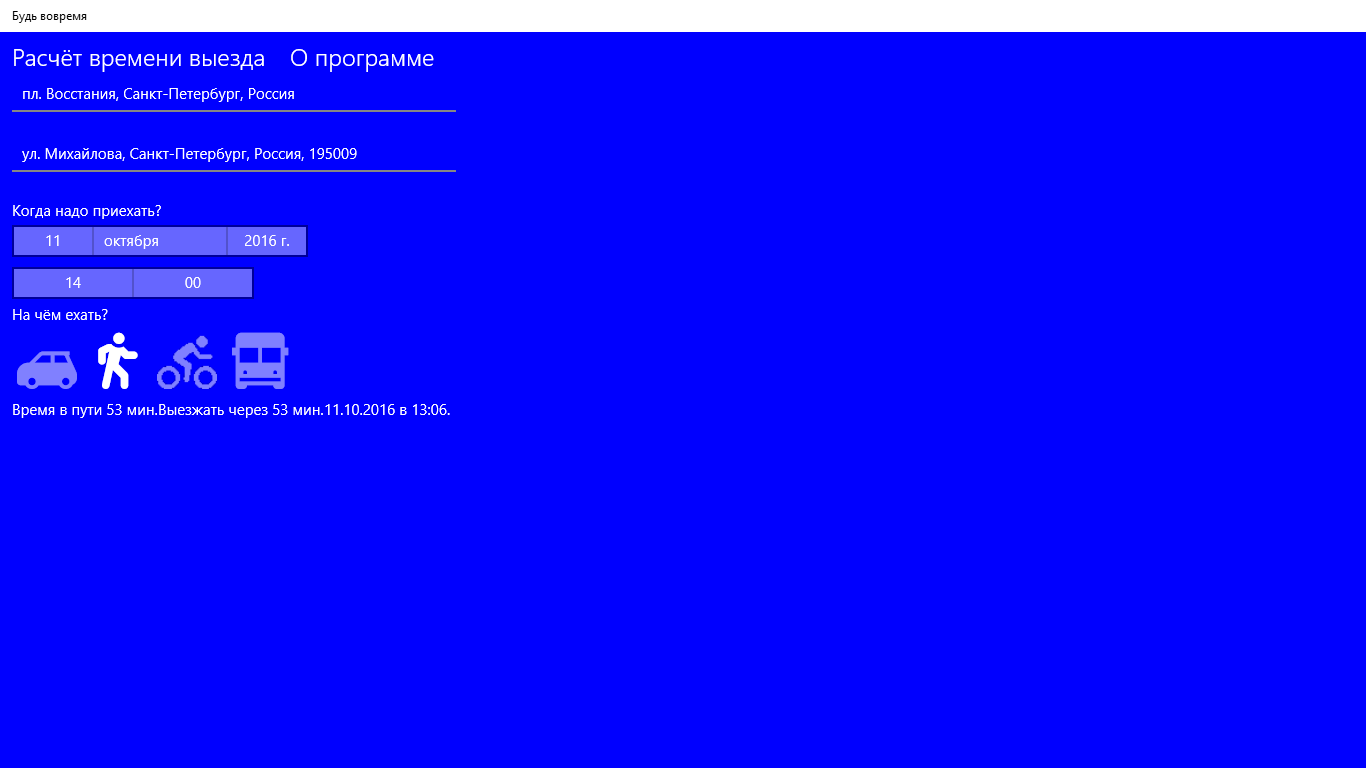 Будь вовремя
Расчёт времени выезда О программе
пл. Восстания, Санкт-Петербург, Россия
ул. Михайлова, Санкт-Петербург, Россия, 195009
Когда надо приехать?
11 октября 2016 г.
14 00
На чём ехать?
Время в пути 53 мин.Выезжать через 53 мин.11.10.2016 в 13:06.